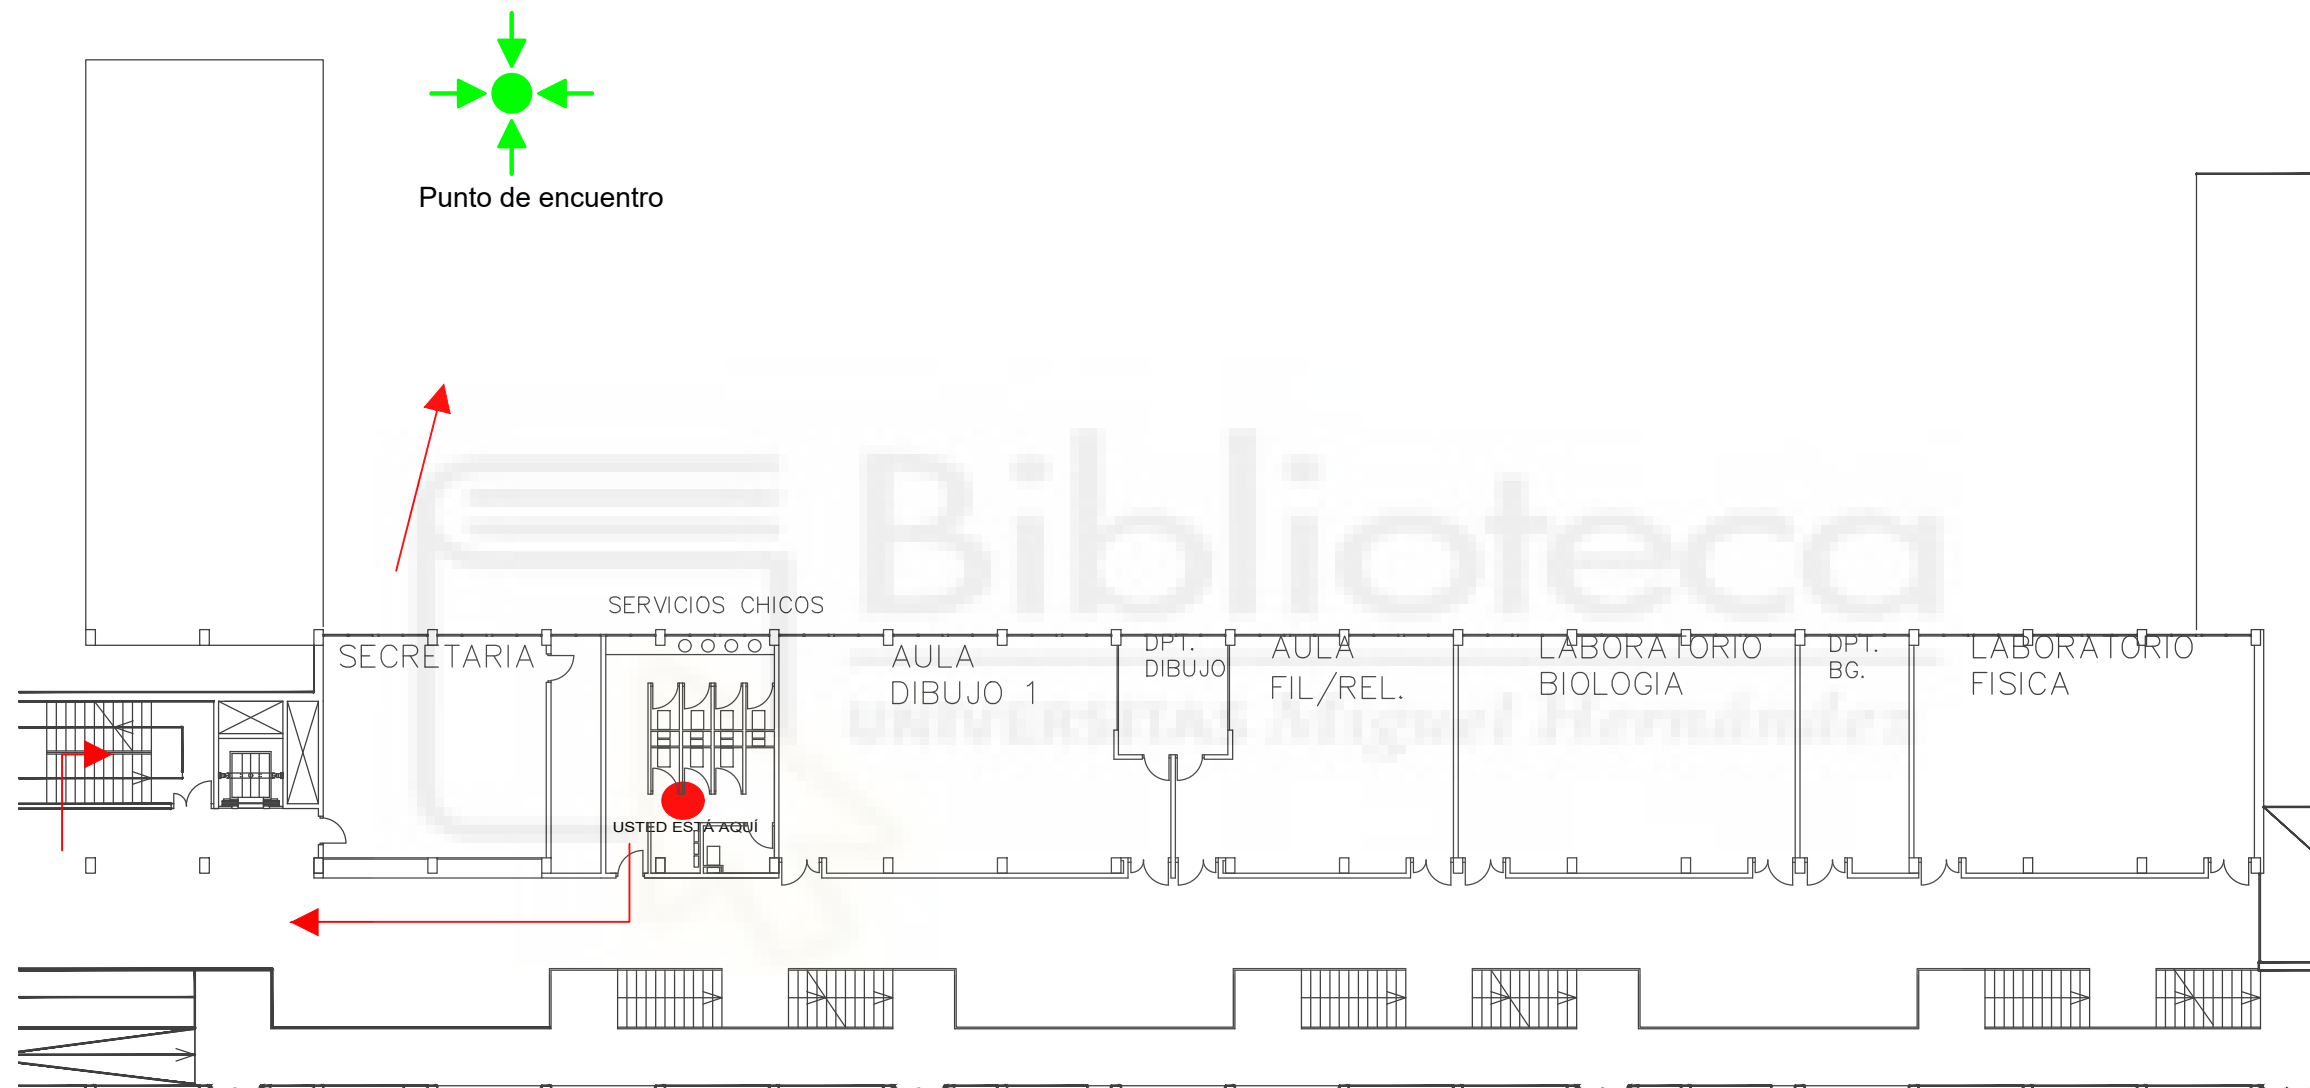 Punto de encuentro
SERVICIOS CHICOS
SECRETARIA
AULA
DIBUJO 1
DPT.
DIBUJO
AULA
FIL/REL.
LABORATORIO
BIOLOGIA
DPT.
BG.
LABORATORIO
FISICA
USTED ESTÁ AQUÍ
Biblioteca
UNIVERSITAS Miguel Hernández